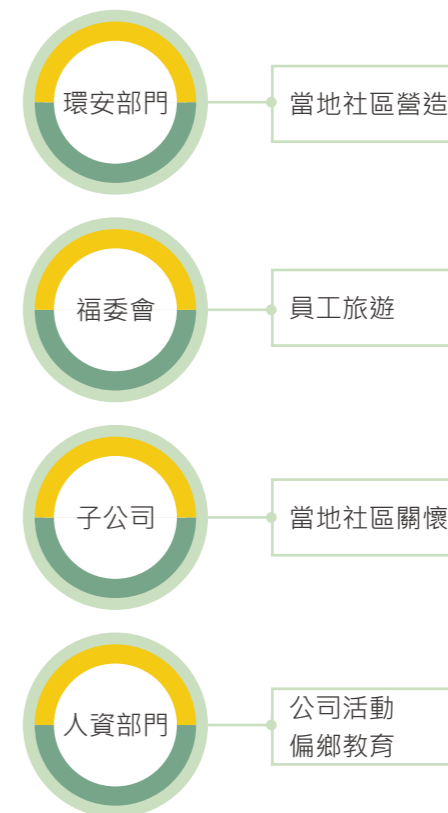 環安部門
當地社區營造
福委會
員工旅遊
子公司
當地社區關懷
人資部門
公司活動
偏鄉教育